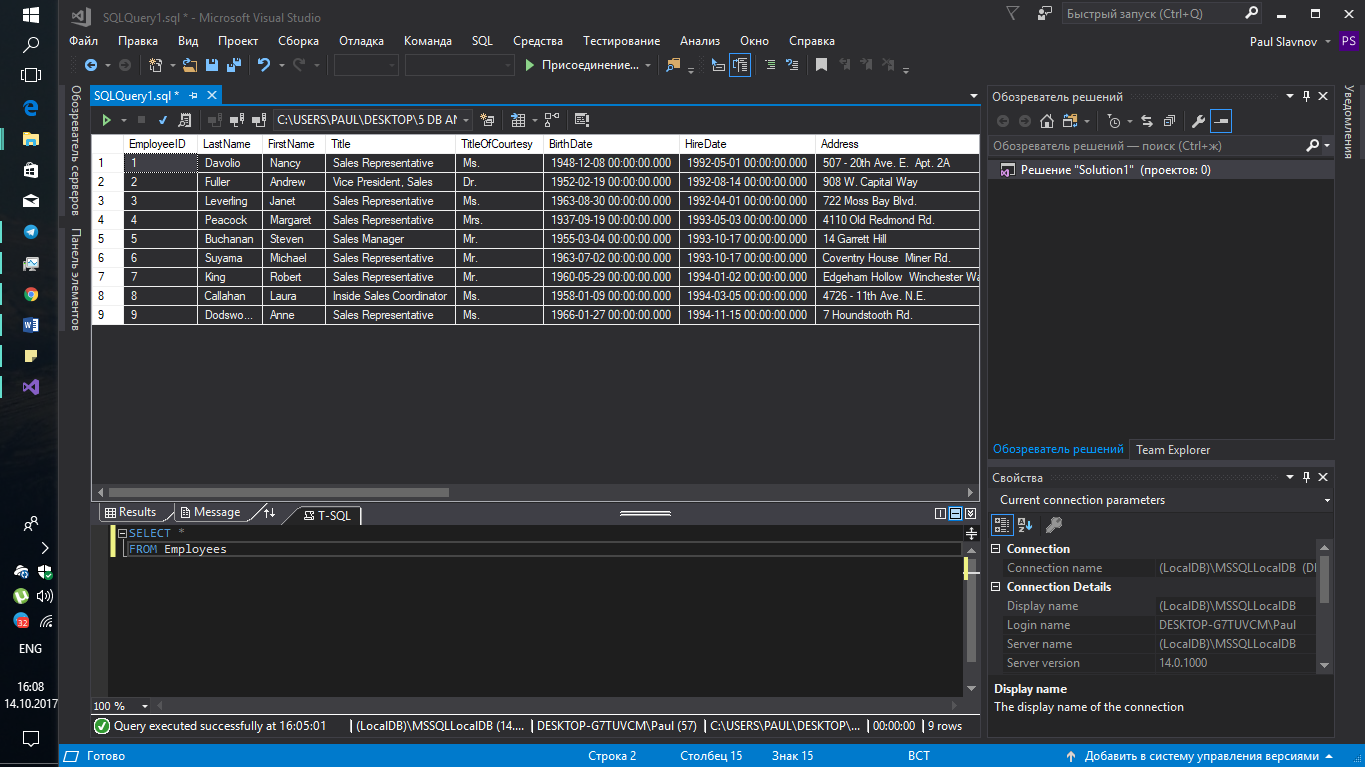 SQLQuery1.sql * - Microsoft Visual Studio
Быстрый запуск (Ctrl+Q)
Файл Правка Вид Проект Сборка Отладка Команда SQL Средства Тестирование Анализ Окно Справка
Paul Slavnov PS
Присоединение...
Обозреватель серверов
Панель элементов
SQLQuery1.sql *
C:\USERS\PAUL\DESKTOP\5 DB AN
EmployeeID LastName FirstName Title TitleOfCourtesy BirthDate HireDate Address
1 1 Davolio Nancy Sales Representative Ms. 1948-12-08 00:00:00.000 1992-05-01 00:00:00.000 507 - 20th Ave. E. Apt. 2A
2 2 Fuller Andrew Vice President, Sales Dr. 1952-02-19 00:00:00.000 1992-08-14 00:00:00.000 908 W. Capital Way
3 3 Leverling Janet Sales Representative Ms. 1963-08-30 00:00:00.000 1992-04-01 00:00:00.000 722 Moss Bay Blvd.
4 4 Peacock Margaret Sales Representative Mrs. 1937-09-19 00:00:00.000 1993-05-03 00:00:00.000 4110 Old Redmond Rd.
5 5 Buchanan Steven Sales Manager Mr. 1955-03-04 00:00:00.000 1993-10-17 00:00:00.000 14 Garrett Hill
6 6 Suyama Michael Sales Representative Mr. 1963-07-02 00:00:00.000 1993-10-17 00:00:00.000 Coventry House Miner Rd.
7 7 King Robert Sales Representative Mr. 1960-05-29 00:00:00.000 1994-01-02 00:00:00.000 Edgeham Hollow Winchester Wa
8 8 Callahan Laura Inside Sales Coordinator Ms. 1958-01-09 00:00:00.000 1994-03-05 00:00:00.000 4726 - 11th Ave. N.E.
9 9 Dodswo... Anne Sales Representative Ms. 1966-01-27 00:00:00.000 1994-11-15 00:00:00.000 7 Houndstooth Rd.
Results Message T-SQL
SELECT *
FROM Employees
100 %
Query executed successfully at 16:05:01 (LocalDB)\MSSQLLocalDB (14.... DESKTOP-G7TUVCM\Paul (57) C:\USERS\PAUL\DESKTOP\... 00:00:00 9 rows
Обозреватель решений
Обозреватель решений — поиск (Ctrl+ж)
Решение "Solution1" (проектов: 0)
Обозреватель решений Team Explorer
Свойства
Current connection parameters
Connection
Connection name (LocalDB)\MSSQLLocalDB (DI
Connection Details
Display name (LocalDB)\MSSQLLocalDB
Login name DESKTOP-G7TUVCM\Paul
Server name (LocalDB)\MSSQLLocalDB
Server version 14.0.1000
Display name
The display name of the connection
Уведомления
32
ENG
16:08
14.10.2017
Готово Строка 2 Столбец 15 Знак 15 ВСТ Добавить в систему управления версиями